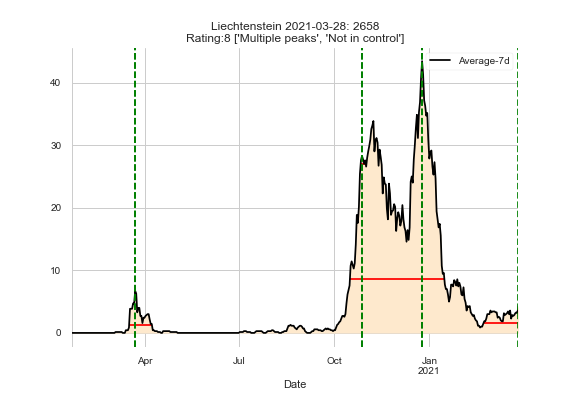 Liechtenstein 2021-03-28: 2658
Rating:8 ['Multiple peaks', 'Not in control']
Average-7d
40
30
20
10
0
Apr
Jul
Oct
Jan
2021
Date